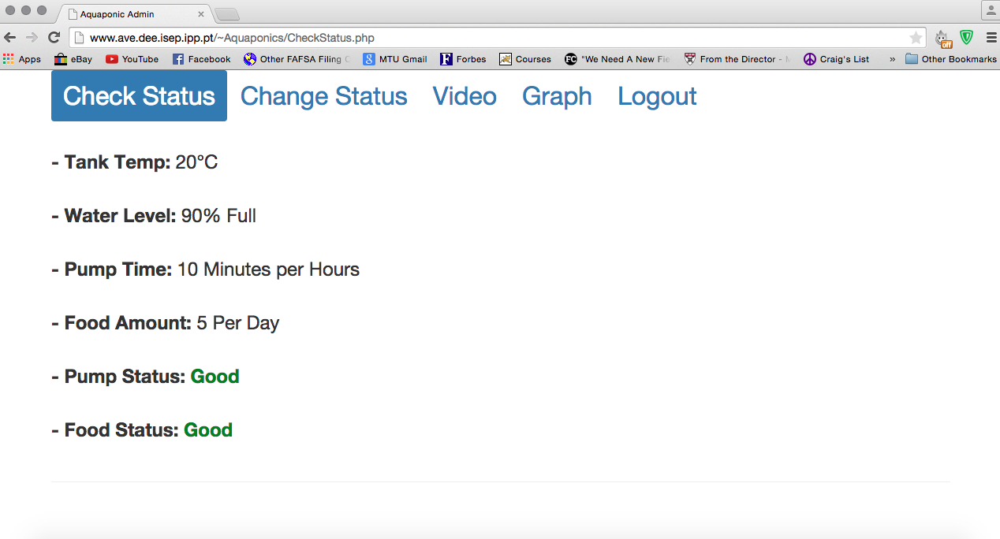 Aquaponic Admin
www.ave.dee.isep.ipp.pt/~Aquaponics/CheckStatus.php
off
Apps eBay YouTube Facebook Other FAFSA Filing MTU Gmail Forbes Courses FC "We Need A New From the Director - Craig's List » Other Bookmarks
Check Status Change Status Video Graph Logout
- Tank Temp: 20°C
- Water Level: 90% Full
- Pump Time: 10 Minutes per Hours
- Food Amount: 5 Per Day
- Pump Status: Good
- Food Status: Good